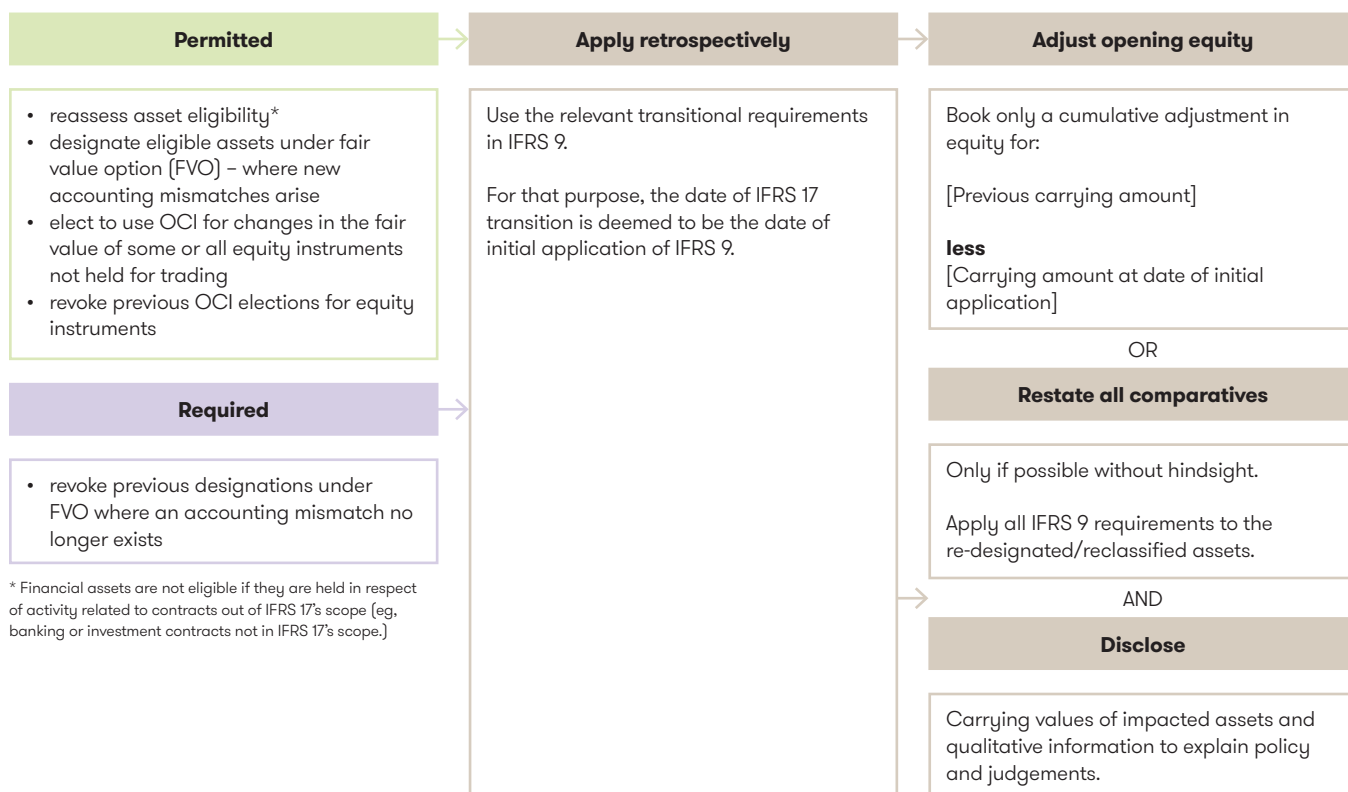 Permitted
• reassess asset eligibility*
• designate eligible assets under fair
value option (FVO) – where new
accounting mismatches arise
• elect to use OCI for changes in the fair
value of some or all equity instruments
not held for trading
• revoke previous OCI elections for equity
instruments
Required
• revoke previous designations under
FVO where an accounting mismatch no
longer exists
* Financial assets are not eligible if they are held in respect
of activity related to contracts out of IFRS 17's scope (eg,
banking or investment contracts not in IFRS 17's scope.)
Apply retrospectively
Use the relevant transitional requirements
in IFRS 9.
For that purpose, the date of IFRS 17
transition is deemed to be the date of
initial application of IFRS 9.
Adjust opening equity
Book only a cumulative adjustment in
equity for:
[Previous carrying amount]
less
[Carrying amount at date of initial
application]
OR
Restate all comparatives
Only if possible without hindsight.
Apply all IFRS 9 requirements to the
re-designated/reclassified assets.
AND
Disclose
Carrying values of impacted assets and
qualitative information to explain policy
and judgements.